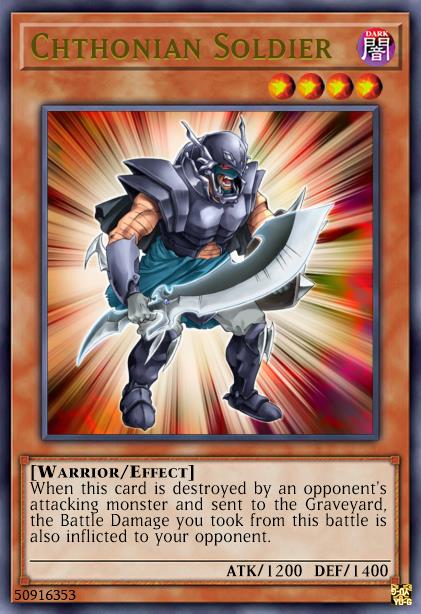 CHTHONIAN SOLDIER
DARK
闇
[WARRIOR/EFFECT]
When this card is destroyed by an opponent's
attacking monster and sent to the Graveyard,
the Battle Damage you took from this battle is
also inflicted to your opponent.
ATK/1200 DEF/1400
50916353